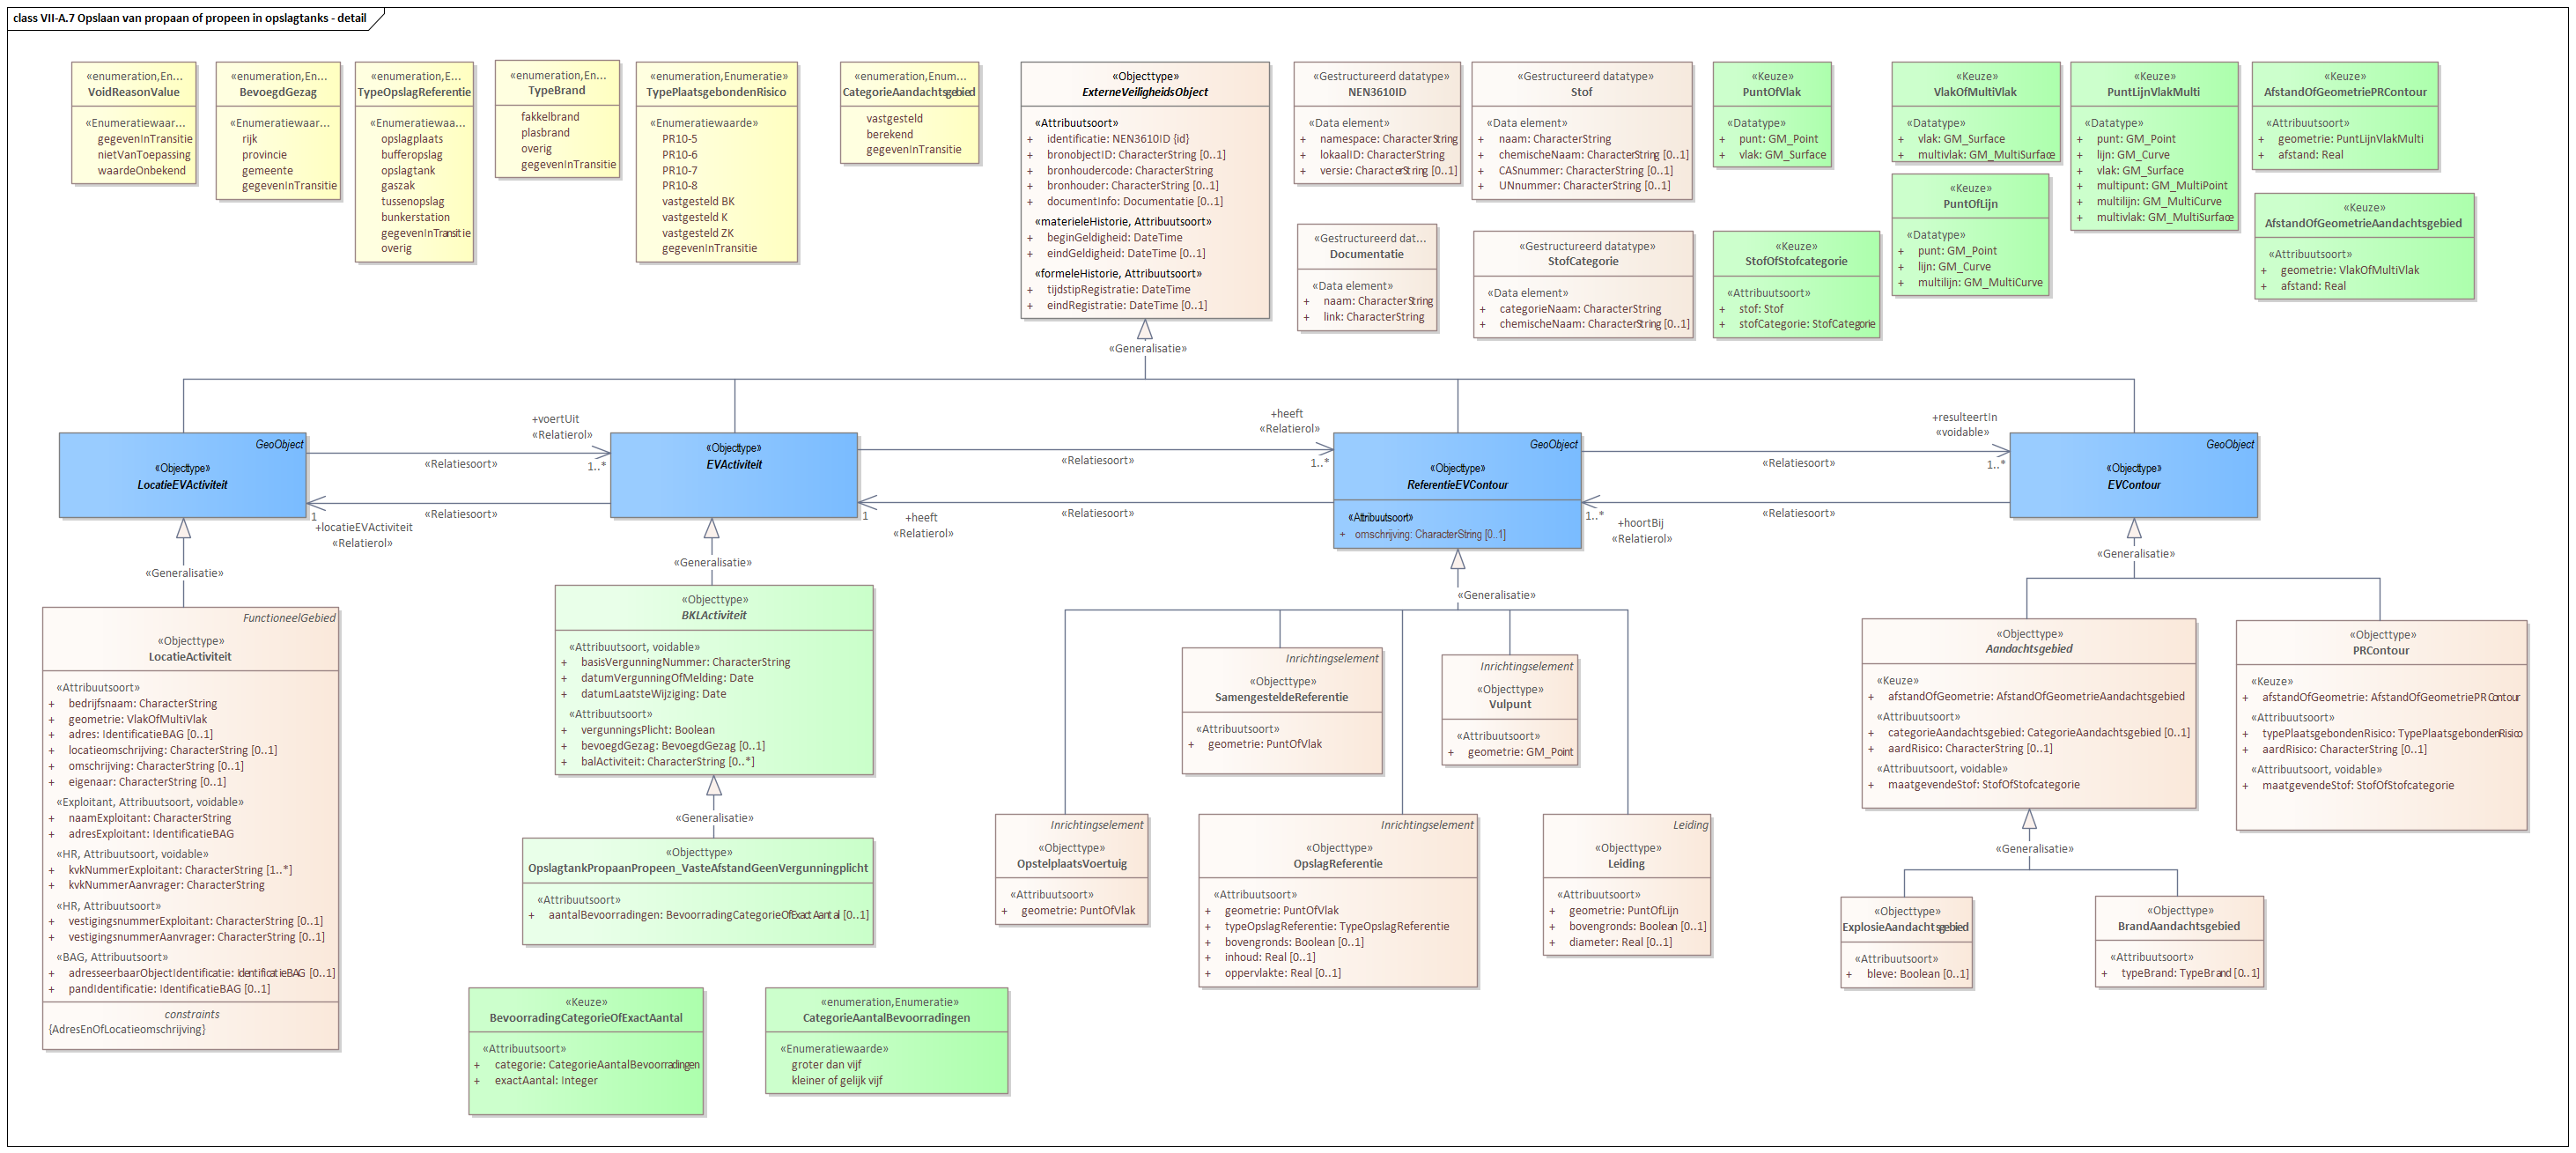 class VII-A.7 Opslaan van propaan of propeen in opslagtanks - detail
«enumeration,En...
VoidReasonValue
«Enumeratiewaar...
gegevenInTransitie
nietVanToepassing
waardeOnbekend
«enumeration,En...
BevoegdGezag
«Enumeratiewaar...
rijk
provincie
gemeente
gegevenInTransitie
«enumeration,E...
TypeOpslagReferentie
«Enumeratiewaa...
opslagplaats
bufferopslag
opslagtank
gaszak
tussenopslag
bunkerstation
gegevenInTransitie
overig
«enumeration,En...
TypeBrand
fakkelbrand
plasbrand
overig
gegevenInTransitie
«enumeration,Enumeratie»
TypePlaatsgebondenRisico
«Enumeratiewaarde»
PR10-5
PR10-6
PR10-7
PR10-8
vastgesteld BK
vastgesteld K
vastgesteld ZK
gegevenInTransitie
«enumeration,Enum...
CategorieAandachtsgebied
vastgesteld
berekend
gegevenInTransitie
«Objecttype»
ExterneVeiligheidsObject
«Attribuutsoort»
+ identificatie: NEN3610ID {id}
+ bronobjectID: CharacterString [0..1]
+ bronhoudercode: CharacterString
+ bronhouder: CharacterString [0..1]
+ documentInfo: Documentatie [0..1]
«materieleHistorie, Attribuutsoort»
+ beginGeldigheid: DateTime
+ eindGeldigheid: DateTime [0..1]
«formeleHistorie, Attribuutsoort»
+ tijdstipRegistratie: DateTime
+ eindRegistratie: DateTime [0..1]
«Gestructureerd datatype»
NEN3610ID
«Data element»
+ namespace: CharacterString
+ lokaalID: CharacterString
+ versie: CharacterString [0..1]
«Gestructureerd dat...
Documentatie
«Data element»
+ naam: CharacterString
+ link: CharacterString
«Gestructureerd datatype»
Stof
«Data element»
+ naam: CharacterString
+ chemischeNaam: CharacterString [0..1]
+ CASnummer: CharacterString [0..1]
+ UNnummer: CharacterString [0..1]
«Gestructureerd datatype»
StofCategorie
«Data element»
+ categorieNaam: CharacterString
+ chemischeNaam: CharacterString [0..1]
«Keuze»
PuntOfVlak
«Datatype»
+ punt: GM_Point
+ vlak: GM_Surface
«Keuze»
StofOfStofcategorie
«Attribuutsoort»
+ stof: Stof
+ stofCategorie: StofCategorie
«Keuze»
VlakOfMultiVlak
«Datatype»
+ vlak: GM_Surface
+ multivlak: GM_MultiSurface
«Keuze»
PuntOfLijn
«Datatype»
+ punt: GM_Point
+ lijn: GM_Curve
+ multilijn: GM_MultiCurve
«Keuze»
PuntLijnVlakMulti
«Datatype»
+ punt: GM_Point
+ lijn: GM_Curve
+ vlak: GM_Surface
+ multipunt: GM_MultiPoint
+ multilijn: GM_MultiCurve
+ multivlak: GM_MultiSurface
«Keuze»
AfstandOfGeometriePRContour
«Attribuutsoort»
+ geometrie: PuntLijnVlakMulti
+ afstand: Real
«Keuze»
AfstandOfGeometrieAandachtsgebied
«Attribuutsoort»
+ geometrie: VlakOfMultiVlak
+ afstand: Real
«Generalisatie»
GeoObject
«Objecttype»
LocatieEVActiviteit
+voertUit
«Relatierol»
1..*
«Relatiesoort»
«Relatiesoort»
1
+locatieEVActiviteit
«Relatierol»
«Objecttype»
EVActiviteit
+heeft
«Relatierol»
1..*
«Relatiesoort»
«Relatiesoort»
1
+heeft
«Relatierol»
GeoObject
«Objecttype»
ReferentieEVContour
«Attribuutsoort»
+ omschrijving: CharacterString [0..1]
+resulteertIn
«voidable»
1..*
«Relatiesoort»
«Relatiesoort»
1..*
+hoortBij
«Relatierol»
GeoObject
«Objecttype»
EVContour
«Generalisatie»
«Generalisatie»
«Generalisatie»
«Generalisatie»
FunctioneelGebied
«Objecttype»
LocatieActiviteit
«Attribuutsoort»
+ bedrijfsnaam: CharacterString
+ geometrie: VlakOfMultiVlak
+ adres: IdentificatieBAG [0..1]
+ locatieomschrijving: CharacterString [0..1]
+ omschrijving: CharacterString [0..1]
+ eigenaar: CharacterString [0..1]
«Exploitant, Attribuutsoort, voidable»
+ naamExploitant: CharacterString
+ adresExploitant: IdentificatieBAG
«HR, Attribuutsoort, voidable»
+ kvkNummerExploitant: CharacterString [1..*]
+ kvkNummerAanvrager: CharacterString
«HR, Attribuutsoort»
+ vestigingsnummerExploitant: CharacterString [0..1]
+ vestigingsnummerAanvrager: CharacterString [0..1]
«BAG, Attribuutsoort»
+ adresseerbaarObjectIdentificatie: IdentificatieBAG [0..1]
+ pandIdentificatie: IdentificatieBAG [0..1]
constraints
{AdresEnOfLocatieomschrijving}
«Objecttype»
BKLActiviteit
«Attribuutsoort, voidable»
+ basisVergunningNummer: CharacterString
+ datumVergunningOfMelding: Date
+ datumLaatsteWijziging: Date
«Attribuutsoort»
+ vergunningsPlicht: Boolean
+ bevoegdGezag: BevoegdGezag [0..1]
+ balActiviteit: CharacterString [0..*]
«Generalisatie»
«Objecttype»
OpslagtankPropaanPropeen_VasteAfstandGeenVergunningplicht
«Attribuutsoort»
+ aantalBevoorradingen: BevoorradingCategorieOfExactAantal [0..1]
«Keuze»
BevoorradingCategorieOfExactAantal
«Attribuutsoort»
+ categorie: CategorieAantalBevoorradingen
+ exactAantal: Integer
«enumeration,Enumeratie»
CategorieAantalBevoorradingen
«Enumeratiewaarde»
groter dan vijf
kleiner of gelijk vijf
Inrichtingselement
«Objecttype»
SamengesteldeReferentie
«Attribuutsoort»
+ geometrie: PuntOfVlak
Inrichtingselement
«Objecttype»
Vulpunt
«Attribuutsoort»
+ geometrie: GM_Point
Inrichtingselement
«Objecttype»
OpstelplaatsVoertuig
«Attribuutsoort»
+ geometrie: PuntOfVlak
Inrichtingselement
«Objecttype»
OpslagReferentie
«Attribuutsoort»
+ geometrie: PuntOfVlak
+ typeOpslagReferentie: TypeOpslagReferentie
+ bovengronds: Boolean [0..1]
+ inhoud: Real [0..1]
+ oppervlakte: Real [0..1]
Leiding
«Objecttype»
Leiding
«Attribuutsoort»
+ geometrie: PuntOfLijn
+ bovengronds: Boolean [0..1]
+ diameter: Real [0..1]
«Objecttype»
Aandachtsgebied
«Keuze»
+ afstandOfGeometrie: AfstandOfGeometrieAandachtsgebied
«Attribuutsoort»
+ categorieAandachtsgebied: CategorieAandachtsgebied [0..1]
+ aardRisico: CharacterString [0..1]
«Attribuutsoort, voidable»
+ maatgevendeStof: StofOfStofcategorie
«Objecttype»
PRContour
«Keuze»
+ afstandOfGeometrie: AfstandOfGeometriePRContour
«Attribuutsoort»
+ typePlaatsgebondenRisico: TypePlaatsgebondenRisico
+ aardRisico: CharacterString [0..1]
«Attribuutsoort, voidable»
+ maatgevendeStof: StofOfStofcategorie
«Generalisatie»
«Objecttype»
ExplosieAandachtsgebied
«Attribuutsoort»
+ bleve: Boolean [0..1]
«Objecttype»
BrandAandachtsgebied
«Attribuutsoort»
+ typeBrand: TypeBrand [0..1]